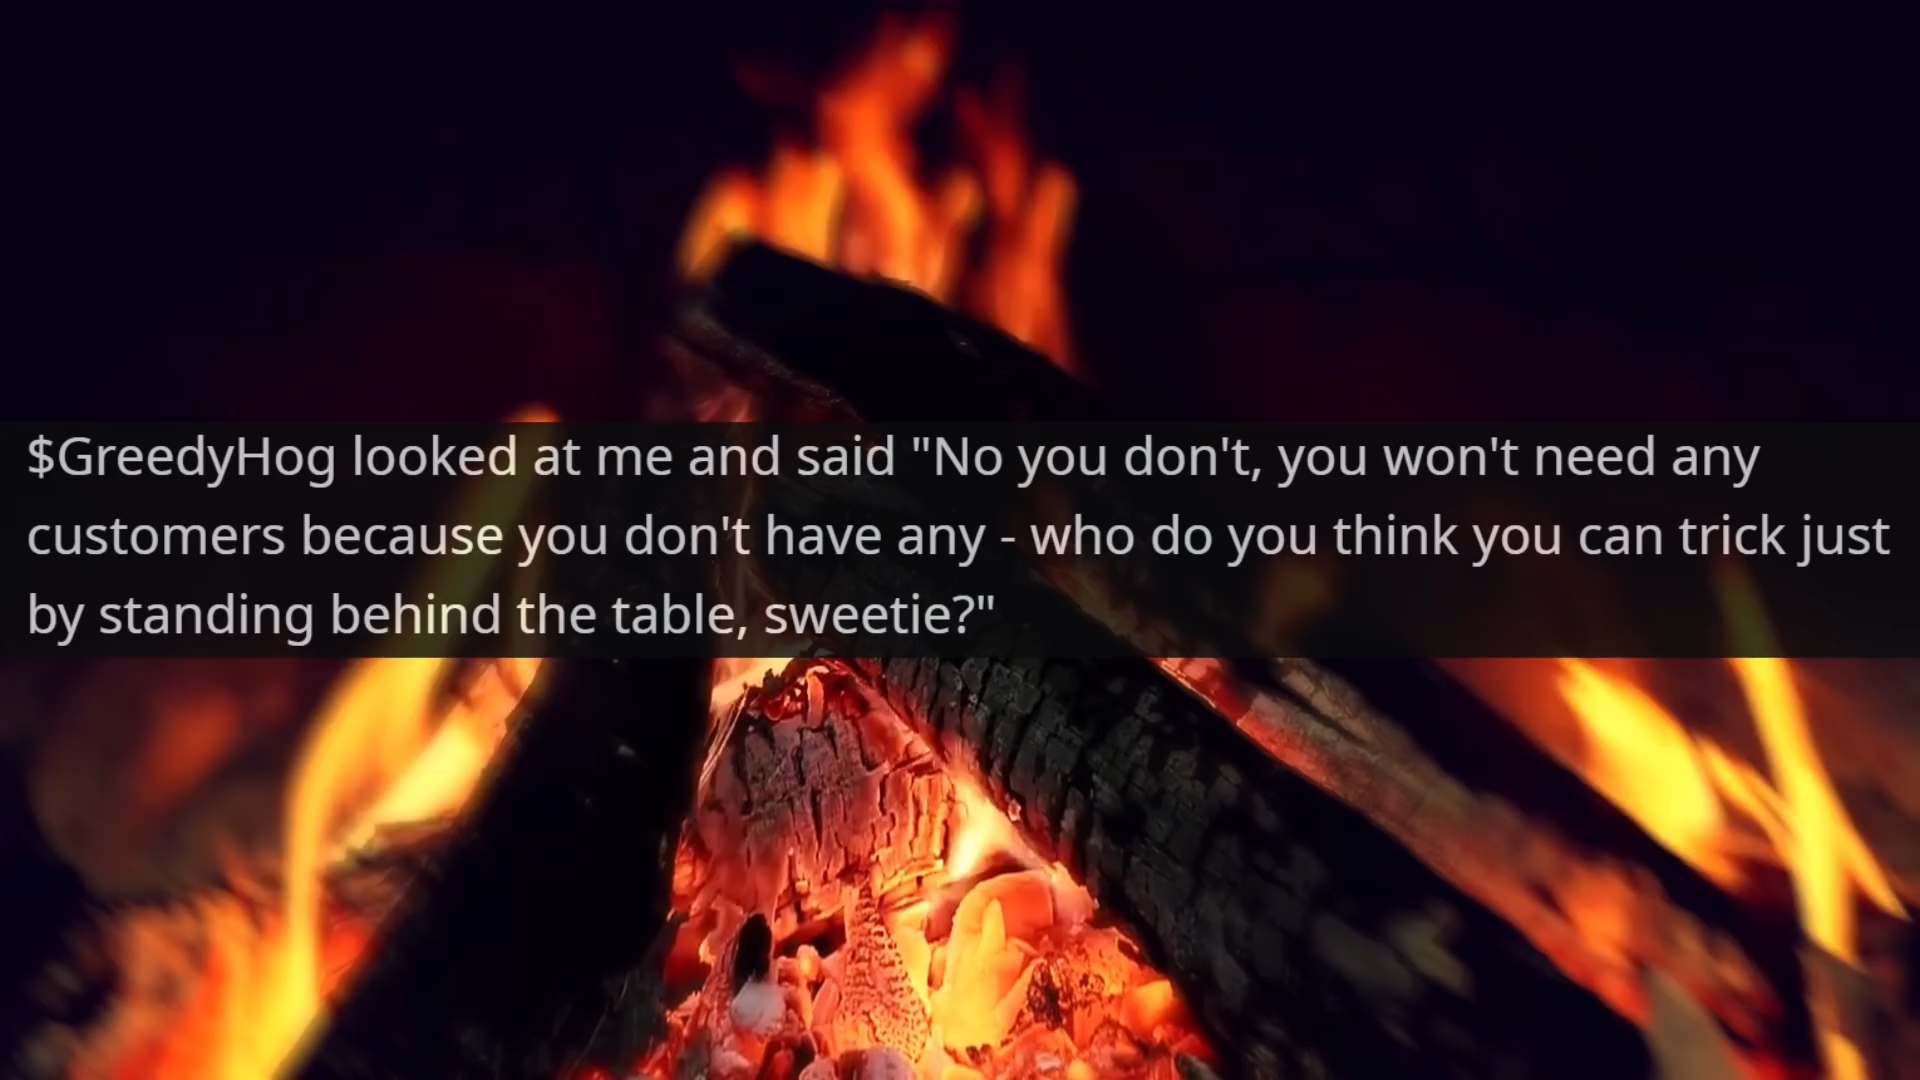 $GreedyHog looked at me and said "No you don't, you won't need any
customers because you don't have any - who do you think you can trick just
by standing behind the table, sweetie?"